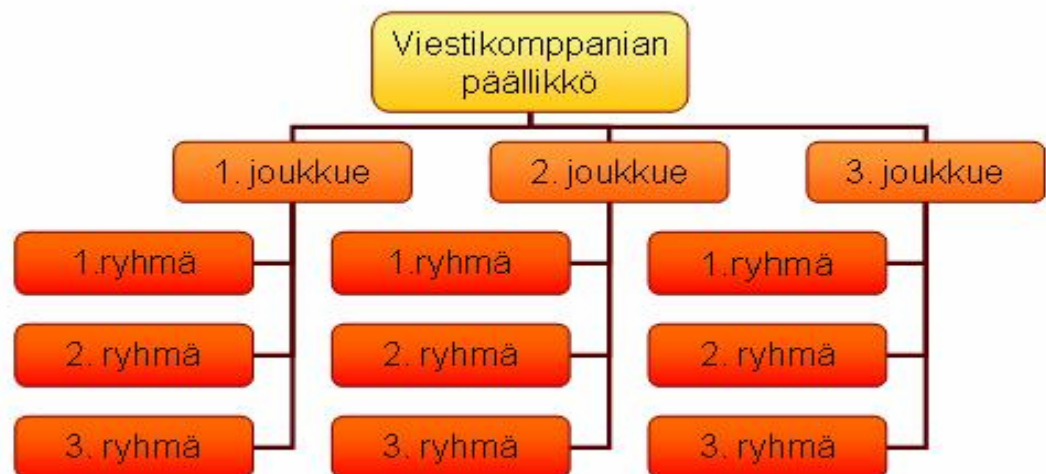 Viestikomppanian
päällikkö
1. joukkue
2. joukkue
3. joukkue
1.ryhmä
1.ryhmä
1.ryhmä
2. ryhmä
2. ryhmä
2. ryhmä
3. ryhmä
3. ryhmä
3. ryhmä